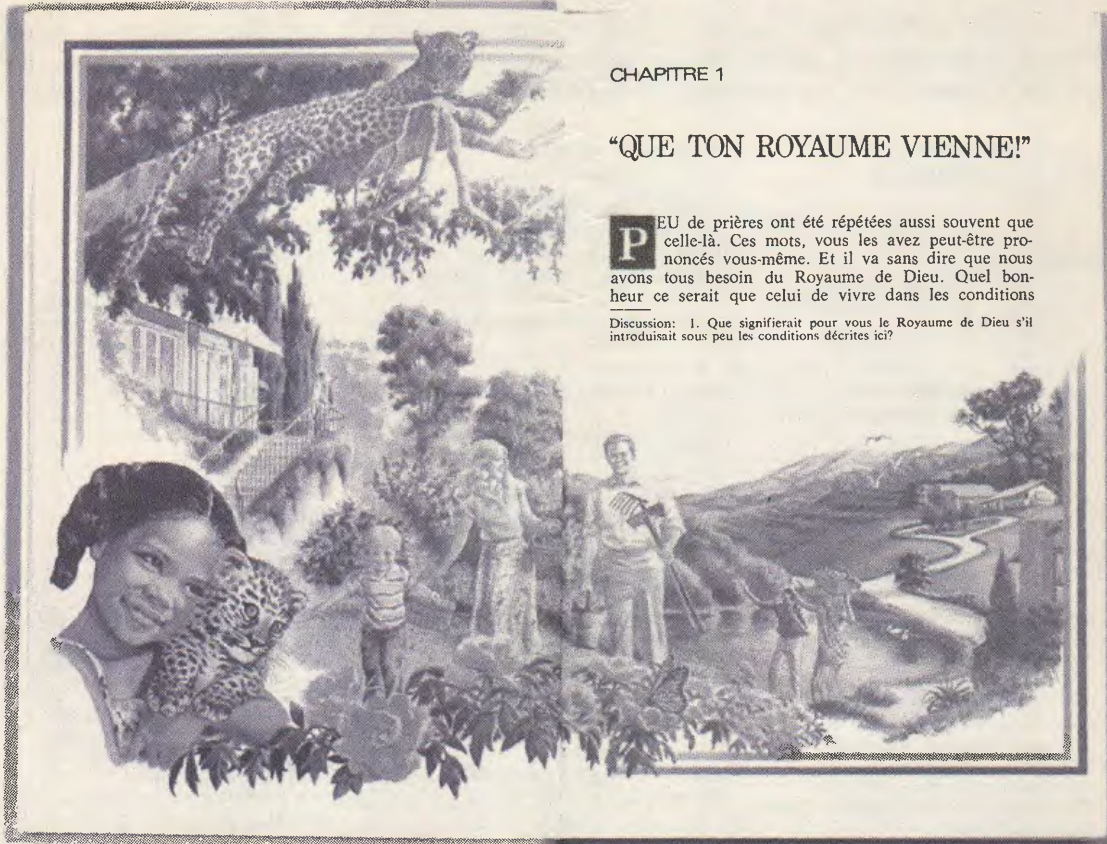 CHAPITRE 1
“QUE TON ROYAUME VIENNE!”
PEU de prières ont été répétées aussi souvent que
celle-là. Ces mots, vous les avez peut-être pro-
noncés vous-même. Et il va sans dire que nous
avons tous besoin du Royaume de Dieu. Quel bon-
heur ce serait que celui de vivre dans les conditions
Discussion: 1. Que signifierait pour vous le Royaume de Dieu s’il
introduisait sous peu les conditions décrites ici?